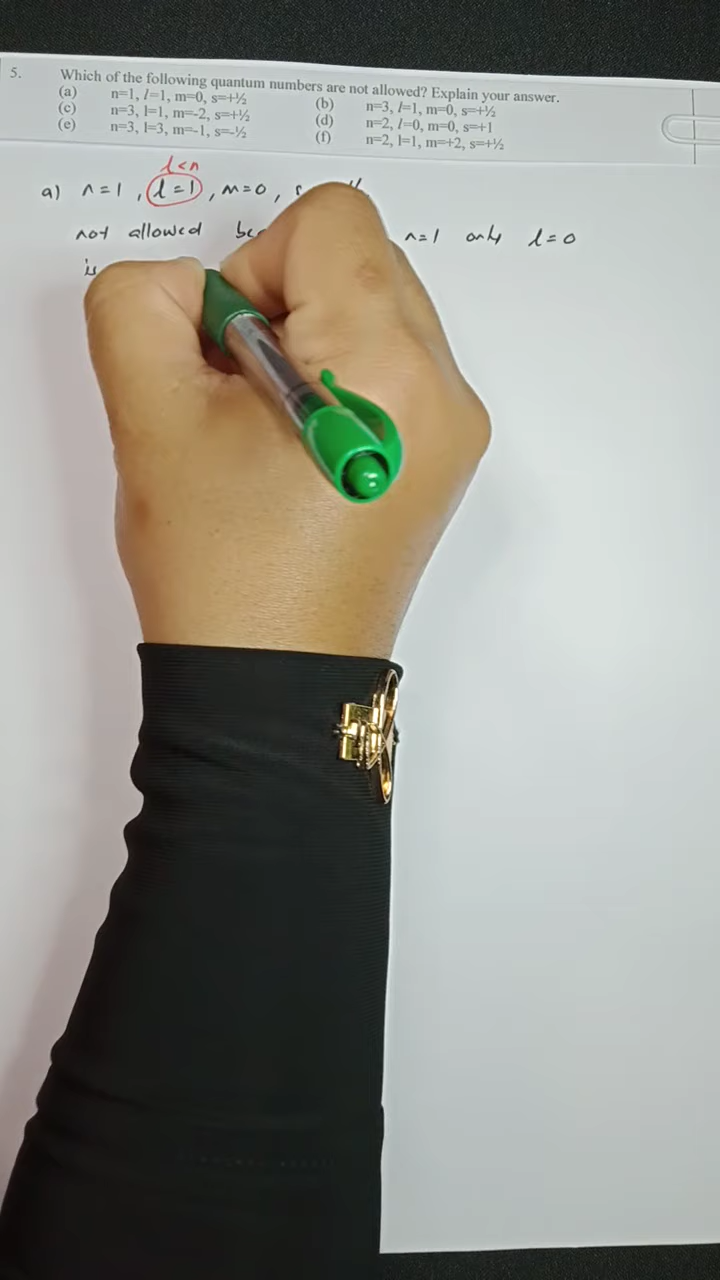 5. Which of the following quantum numbers are not allowed? Explain your answer.
(a) n=1, l=1, m=0, s=+½ (b) n=3, l=1, m=0, s=+½
(c) n=3, l=1, m=-2, s=+½ (d) n=2, l=0, m=0, s=+1
(e) n=3, l=3, m=-1, s=-½ (f) n=2, l=1, m=+2, s=+½
l<n
a) n=1, l=1, m=0,
not allowed n=1 only l=0
is